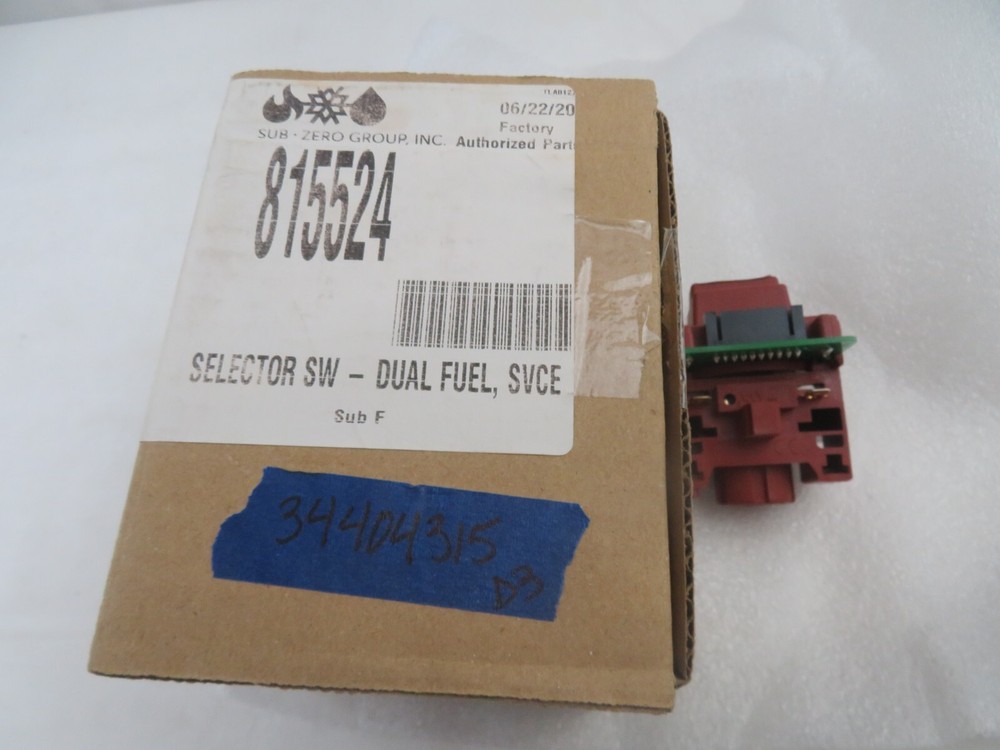 06/22/20
Factory
Authorized Part
SUB-ZERO GROUP, INC.
815524
SELECTOR SW - DUAL FUEL, SVCE
Sub F
34404315
D3